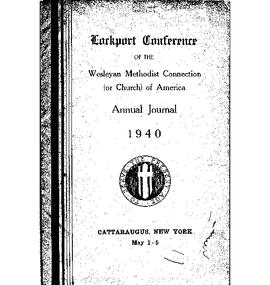 Lockport Conference
OF THE
Wesleyan Methodist Connection
(or Church) of America
Annual Journal
1940
CATTARAUGUS, NEW YORK
May 1-5